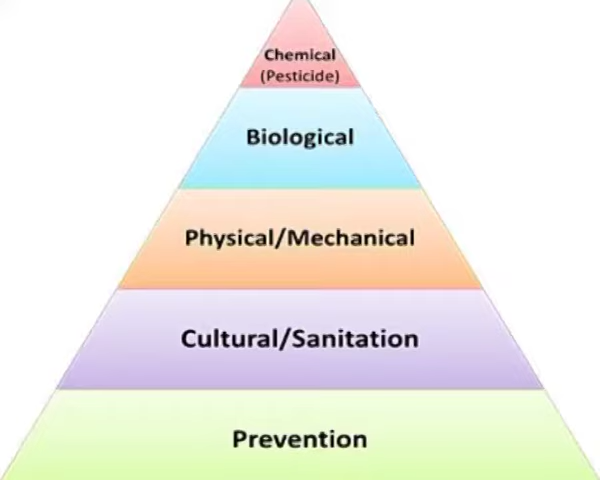 Chemical
(Pesticide)
Biological
Physical/Mechanical
Cultural/Sanitation
Prevention